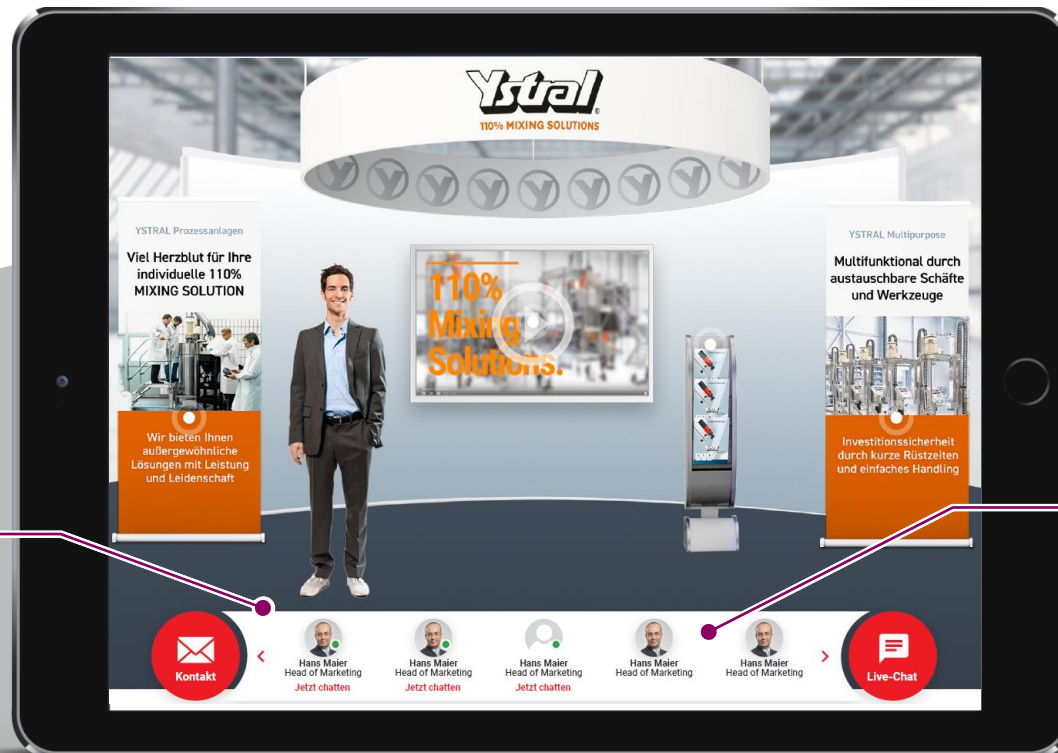 Ystral®
110% MIXING SOLUTIONS
Y Y Y Y Y Y Y Y Y
YSTRAL Prozessanlagen
Viel Herzblut für Ihre
individuelle 110%
MIXING SOLUTION
Wir bieten Ihnen
außergewöhnliche
Lösungen mit Leistung
und Leidenschaft
110%
Mixing
Solutions.
YSTRAL Multipurpose
Multifunktional durch
austauschbare Schäfte
und Werkzeuge
Investitionssicherheit
durch kurze Rüstzeiten
und einfaches Handling
Kontakt
Hans Maier
Head of Marketing
Jetzt chatten
Hans Maier
Head of Marketing
Jetzt chatten
Hans Maier
Head of Marketing
Jetzt chatten
Hans Maier
Head of Marketing
Hans Maier
Head of Marketing
Live-Chat